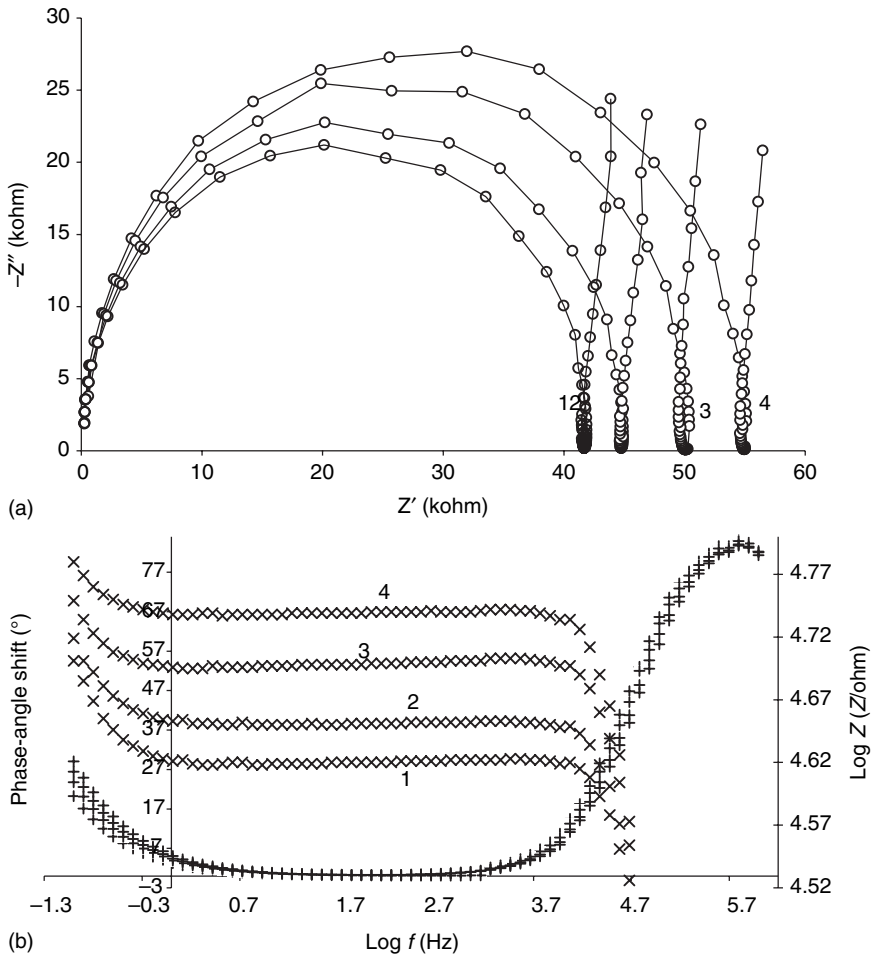 30
25
20
15
10
5
0
–Z″ (kohm)
12 3 4
0 10 20 30 40 50 60
(a)
Z′ (kohm)
77
67
57
47
37
27
17
7
–3
Phase-angle shift (°)
4
3
2
1
4.77
4.72
4.67
4.62
4.57
4.52
Log Z (Z/ohm)
–1.3 –0.3 0.7 1.7 2.7 3.7 4.7 5.7
(b)
Log f (Hz)